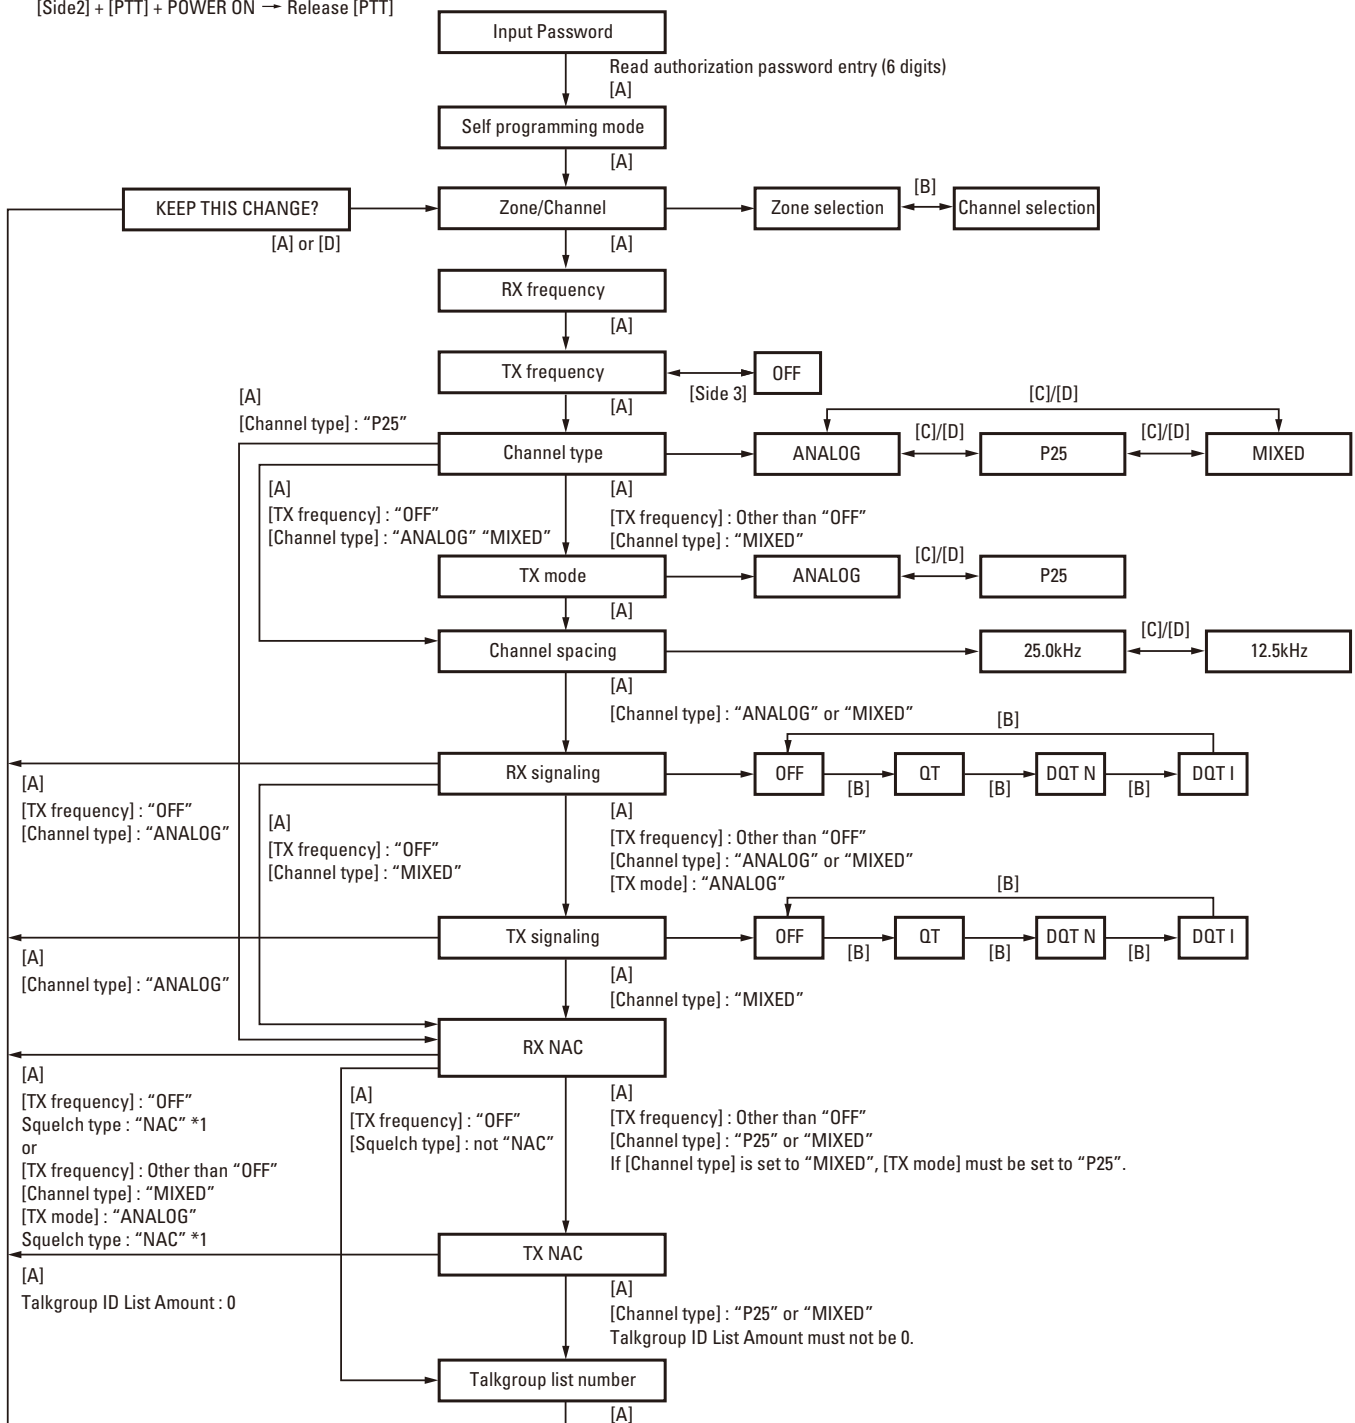 [Side2] + [PTT] + POWER ON → Release [PTT]
Input Password
Read authorization password entry (6 digits)
[A]
Self programming mode
[A]
KEEP THIS CHANGE?
[A] or [D]
Zone/Channel
[A]
Zone selection
[B]
Channel selection
RX frequency
[A]
TX frequency
[Side 3]
OFF
[A]
[A]
[Channel type] : “P25”
Channel type
ANALOG
[C]/[D]
P25
[C]/[D]
MIXED
[C]/[D]
[A]
[TX frequency] : “OFF”
[Channel type] : “ANALOG” “MIXED”
[A]
[TX frequency] : Other than “OFF”
[Channel type] : “MIXED”
TX mode
ANALOG
[C]/[D]
P25
[A]
Channel spacing
25.0kHz
[C]/[D]
12.5kHz
[A]
[Channel type] : “ANALOG” or “MIXED”
RX signaling
OFF
[B]
QT
[B]
DQT N
[B]
DQT I
[B]
[A]
[TX frequency] : “OFF”
[Channel type] : “ANALOG”
[A]
[TX frequency] : “OFF”
[Channel type] : “MIXED”
[A]
[TX frequency] : Other than “OFF”
[Channel type] : “ANALOG” or “MIXED”
[TX mode] : “ANALOG”
TX signaling
OFF
[B]
QT
[B]
DQT N
[B]
DQT I
[B]
[A]
[Channel type] : “ANALOG”
[A]
[Channel type] : “MIXED”
RX NAC
[A]
[TX frequency] : “OFF”
Squelch type : “NAC” *1
or
[TX frequency] : Other than “OFF”
[Channel type] : “MIXED”
[TX mode] : “ANALOG”
Squelch type : “NAC” *1
[A]
[TX frequency] : “OFF”
[Squelch type] : not “NAC”
[A]
[TX frequency] : Other than “OFF”
[Channel type] : “P25” or “MIXED”
If [Channel type] is set to “MIXED”, [TX mode] must be set to “P25”.
TX NAC
[A]
Talkgroup ID List Amount : 0
[A]
[Channel type] : “P25” or “MIXED”
Talkgroup ID List Amount must not be 0.
Talkgroup list number
[A]